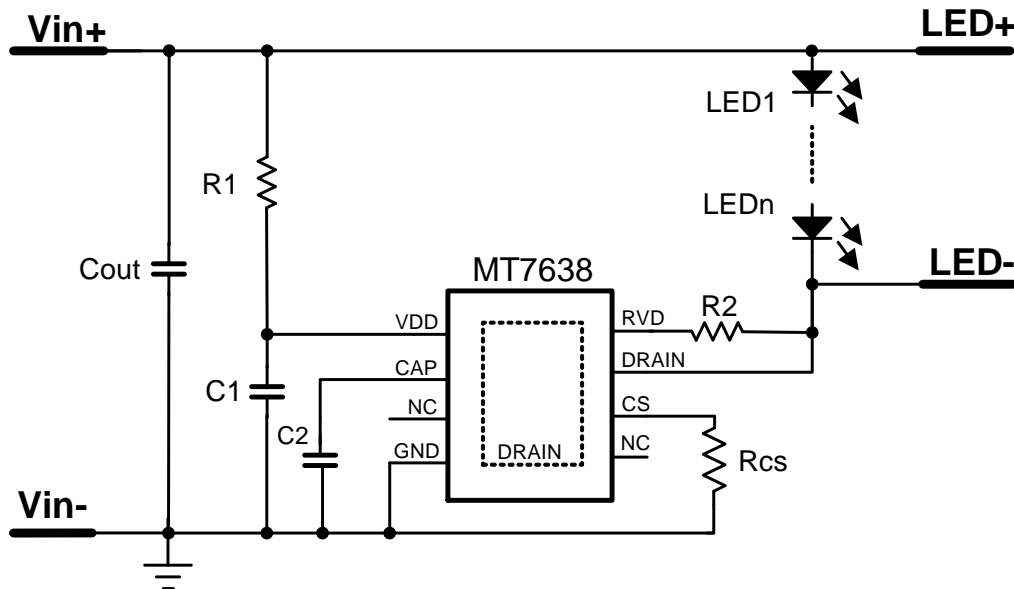 Vin+
LED+
LED1
R1
LEDn
Cout
MT7638
LED-
VDD
RVD
R2
CAP
DRAIN
C1
NC
CS
C2
GND
DRAIN
NC
Rcs
Vin-